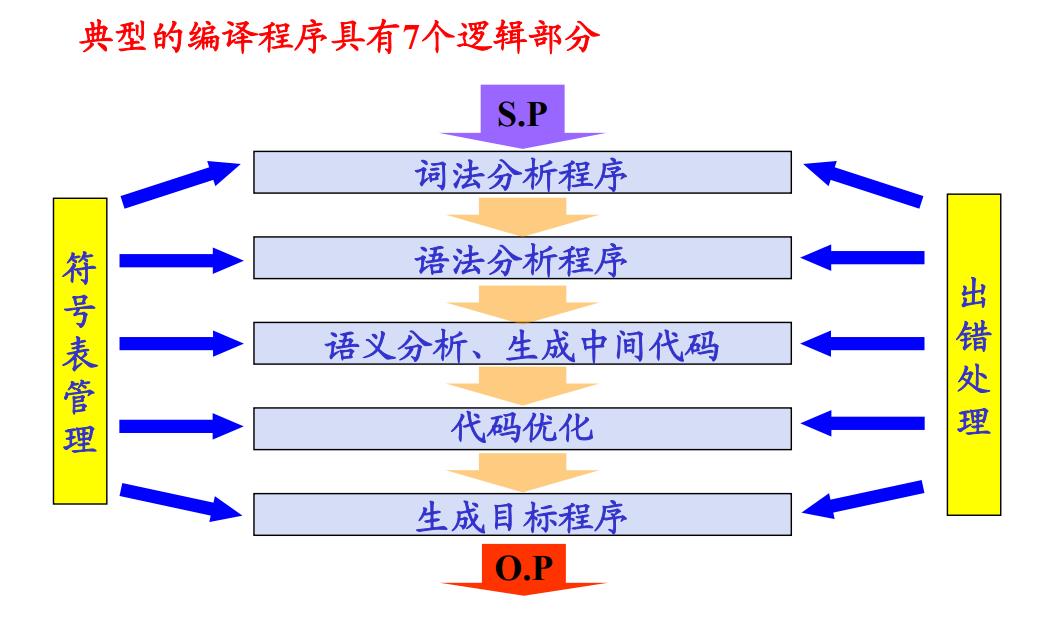 典型的编译程序具有7个逻辑部分
S.P
词法分析程序
语法分析程序
语义分析、生成中间代码
代码优化
生成目标程序
O.P
符号表管理
出错处理